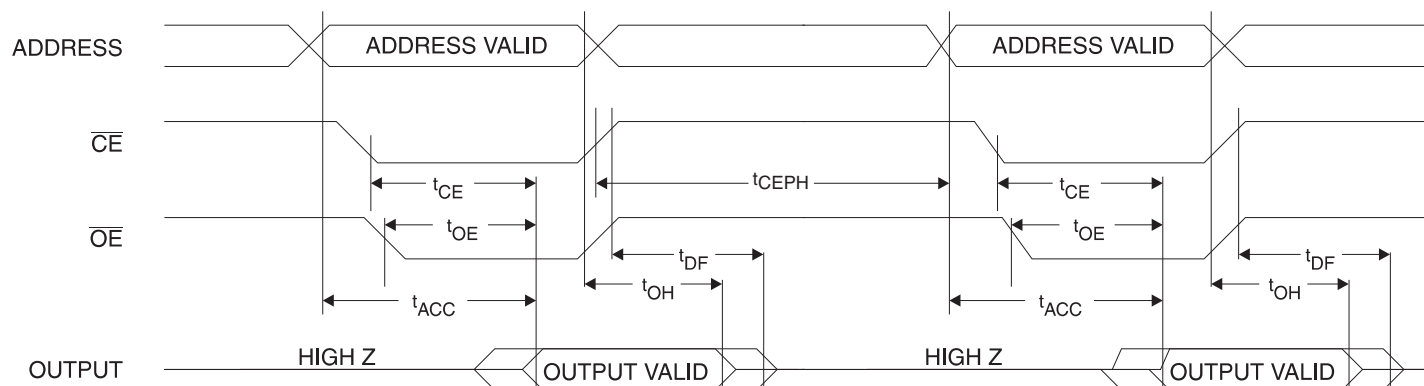 ADDRESS ADDRESS VALID ADDRESS VALID
CE
tCE tCEPH tCE
OE tOE tOE
tDF tDF
tOH tOH
tACC tACC
HIGH Z HIGH Z
OUTPUT OUTPUT VALID OUTPUT VALID